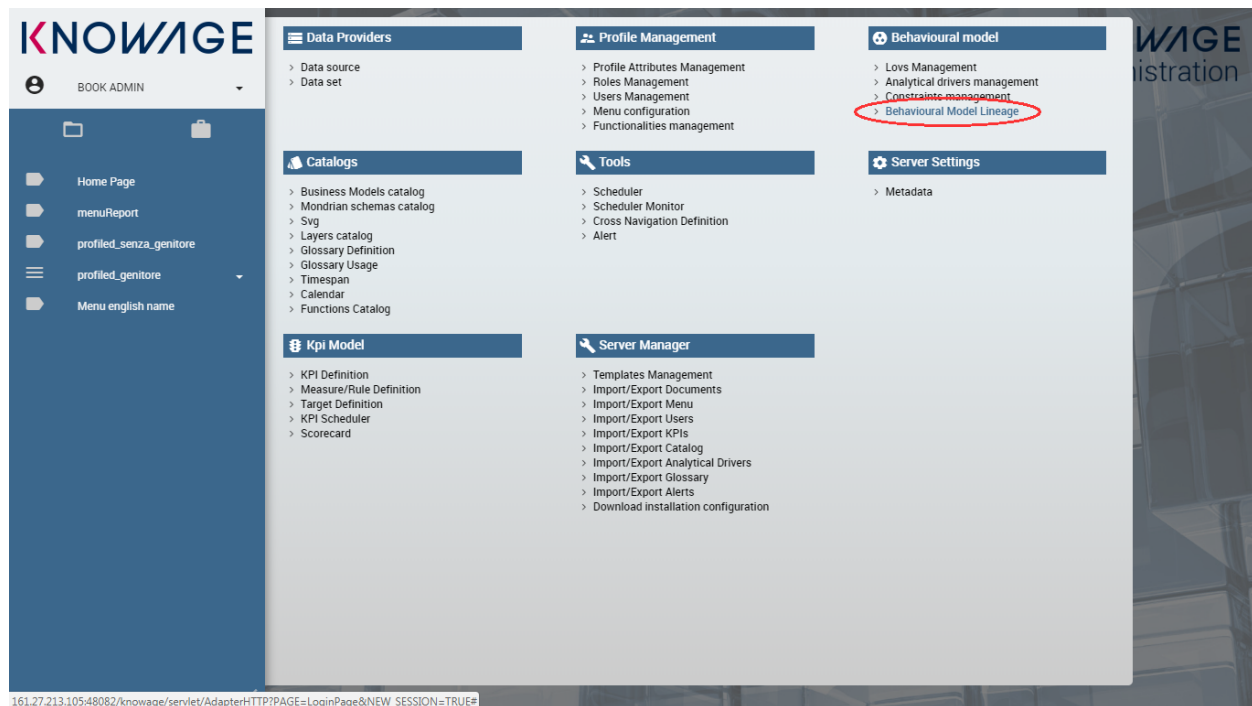 KNOWAGE
BOOK ADMIN
Home Page
menuReport
profiled_senza_genitore
profiled_genitore
Menu english name
Data Providers
> Data source
> Data set
Profile Management
> Profile Attributes Management
> Roles Management
> Users Management
> Menu configuration
> Functionalities management
Behavioural model
> Lovs Management
> Analytical drivers management
> Constraints management
> Behavioural Model Lineage
Catalogs
> Business Models catalog
> Mondrian schemas catalog
> Svg
> Layers catalog
> Glossary Definition
> Glossary Usage
> Timespan
> Calendar
> Functions Catalog
Tools
> Scheduler
> Scheduler Monitor
> Cross Navigation Definition
> Alert
Server Settings
> Metadata
Kpi Model
> KPI Definition
> Measure/Rule Definition
> Target Definition
> KPI Scheduler
> Scorecard
Server Manager
> Templates Management
> Import/Export Documents
> Import/Export Menu
> Import/Export Users
> Import/Export KPIs
> Import/Export Catalog
> Import/Export Analytical Drivers
> Import/Export Glossary
> Import/Export Alerts
> Download installation configuration
WAGE
istration
161.27.213.105:48082/knowage/servlet/AdapterHTTP?PAGE=LoginPage&NEW_SESSION=TRUE#